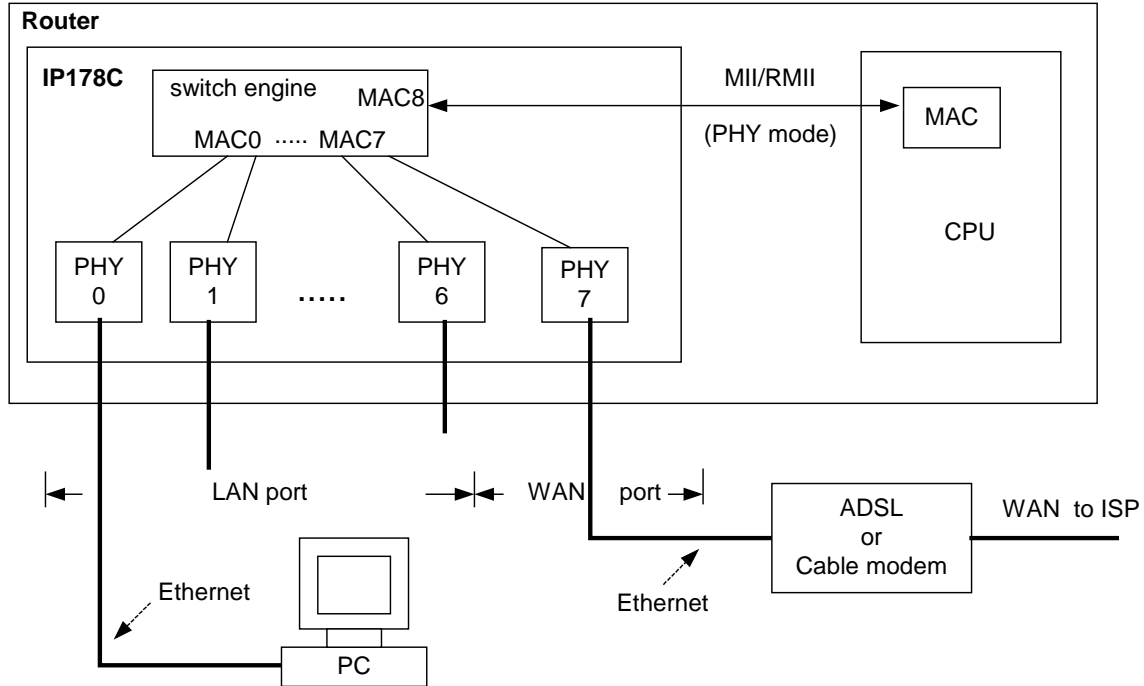 Router
IP178C
switch engine
MAC8
MAC0 ..... MAC7
MII/RMII
(PHY mode)
MAC
CPU
PHY
0
PHY
1
.....
PHY
6
PHY
7
LAN port
WAN port
ADSL
or
Cable modem
WAN to ISP
Ethernet
Ethernet
PC